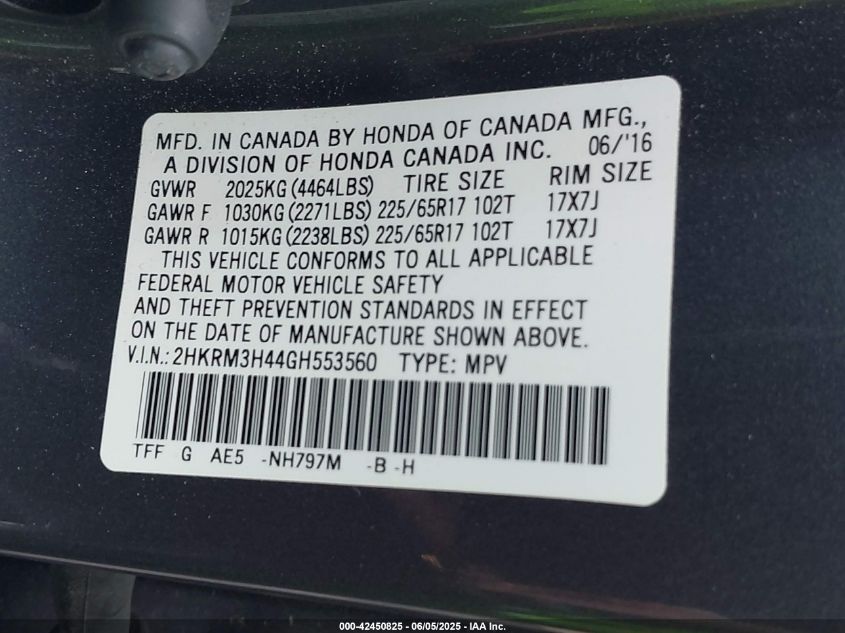 MFD. IN CANADA BY HONDA OF CANADA MFG.,
A DIVISION OF HONDA CANADA INC. 06/'16
GVWR 2025KG (4464LBS) TIRE SIZE RIM SIZE
GAWR F 1030KG (2271LBS) 225/65R17 102T 17X7J
GAWR R 1015KG (2238LBS) 225/65R17 102T 17X7J
THIS VEHICLE CONFORMS TO ALL APPLICABLE
FEDERAL MOTOR VEHICLE SAFETY
AND THEFT PREVENTION STANDARDS IN EFFECT
ON THE DATE OF MANUFACTURE SHOWN ABOVE.
V.I.N.: 2HKRM3H44GH553560 TYPE: MPV
TFF G AE5 -NH797M -B -H
000-42450825 - 06/05/2025 - IAA Inc.